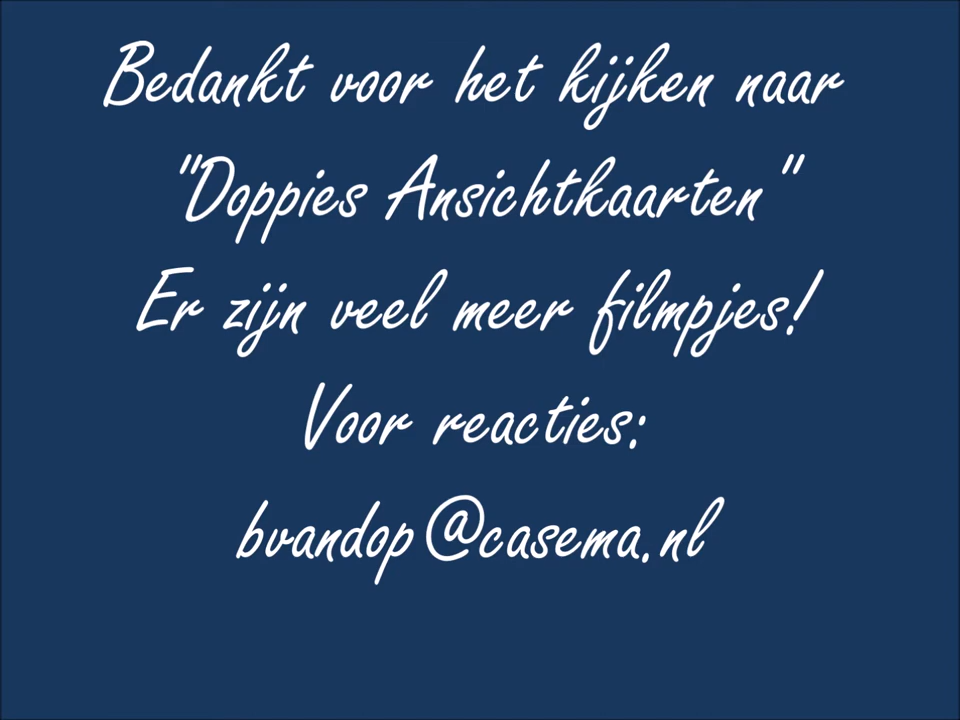 Bedankt voor het kijken naar
"Doppies Ansichtkaarten"
Er zijn veel meer filmpjes!
Voor reacties:
bvandop@casema.nl